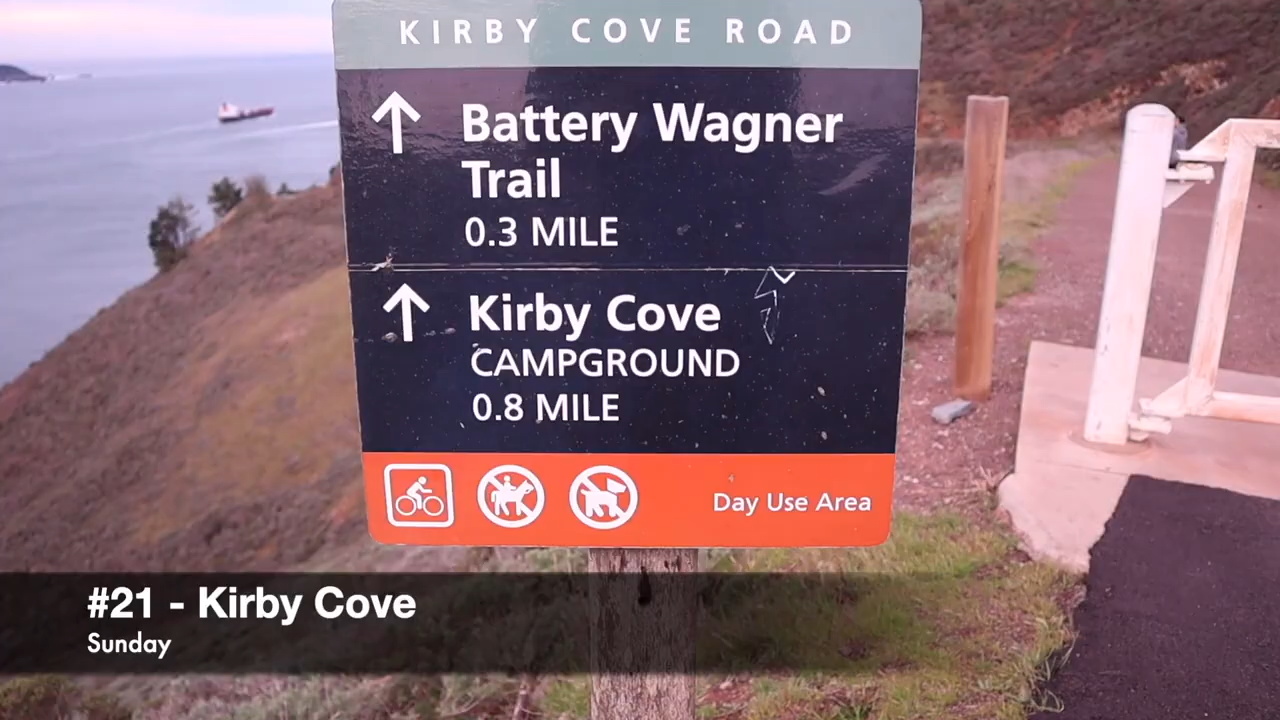 KIRBY COVE ROAD
Battery Wagner
Trail
0.3 MILE
Kirby Cove
CAMPGROUND
0.8 MILE
Day Use Area
#21 - Kirby Cove
Sunday